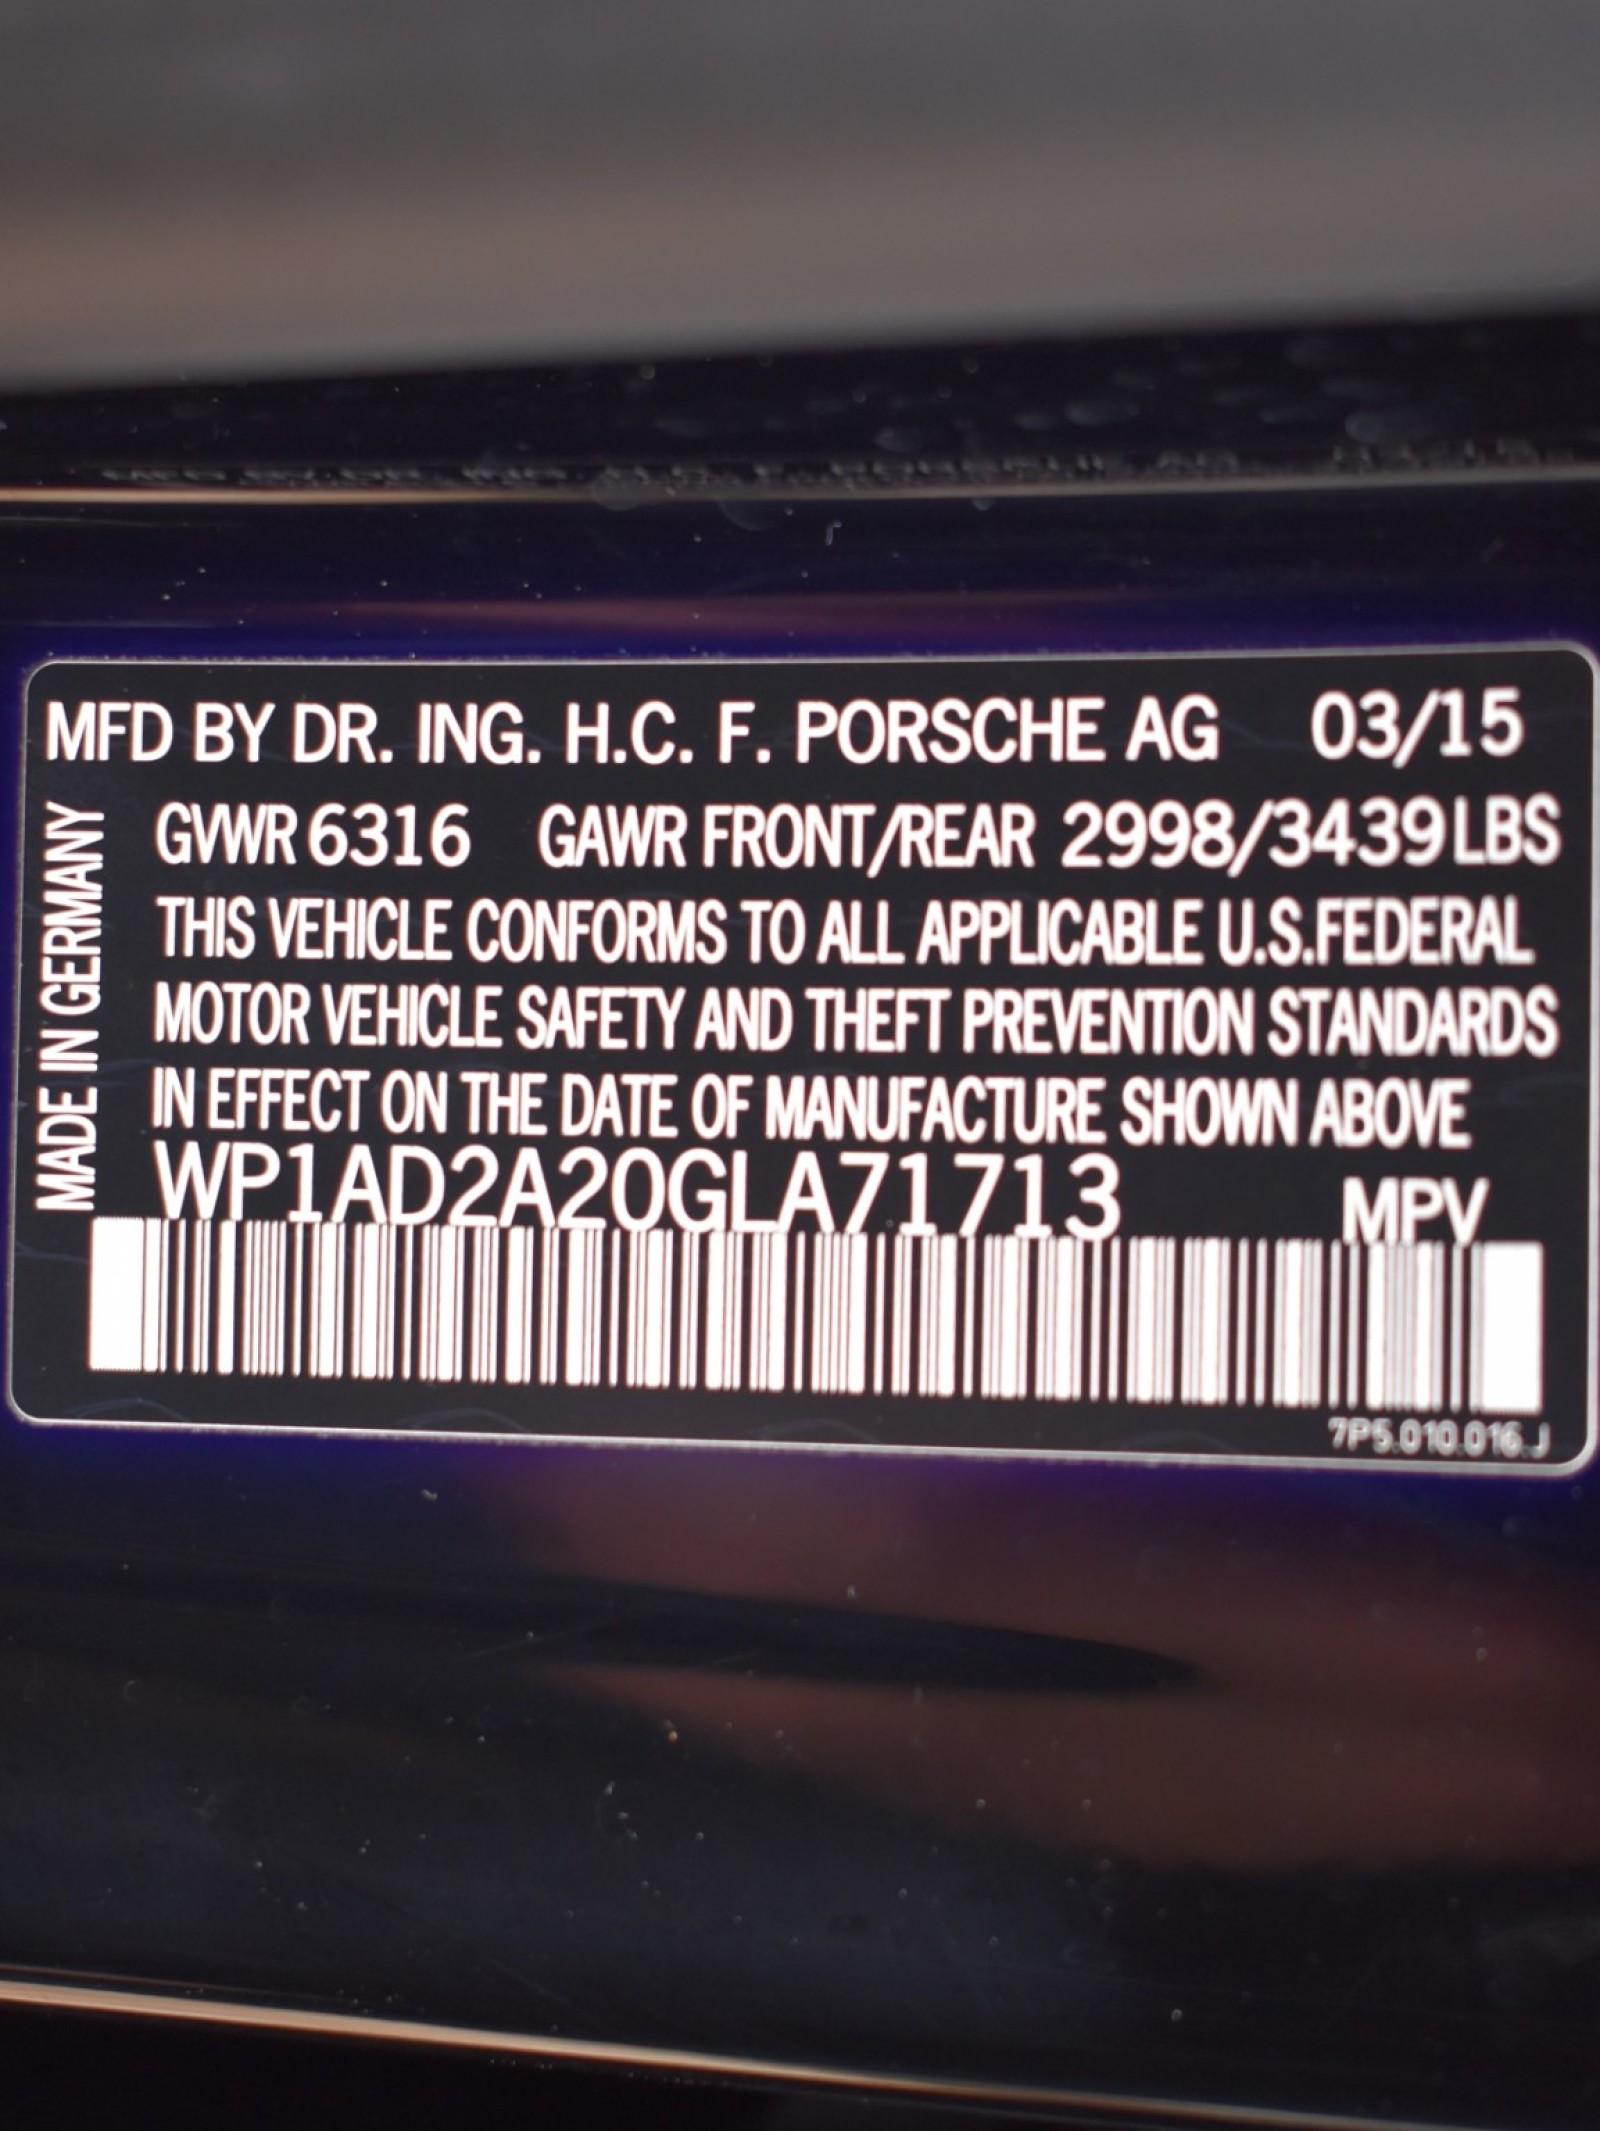 MFD BY DR. ING. H.C. F. PORSCHE AG 03/15
GVWR 6316 GAWR FRONT/REAR 2998/3439 LBS
THIS VEHICLE CONFORMS TO ALL APPLICABLE U.S.FEDERAL
MOTOR VEHICLE SAFETY AND THEFT PREVENTION STANDARDS
IN EFFECT ON THE DATE OF MANUFACTURE SHOWN ABOVE
WP1AD2A20GLA71713 MPV
7P5.010.016.J
MADE IN GERMANY